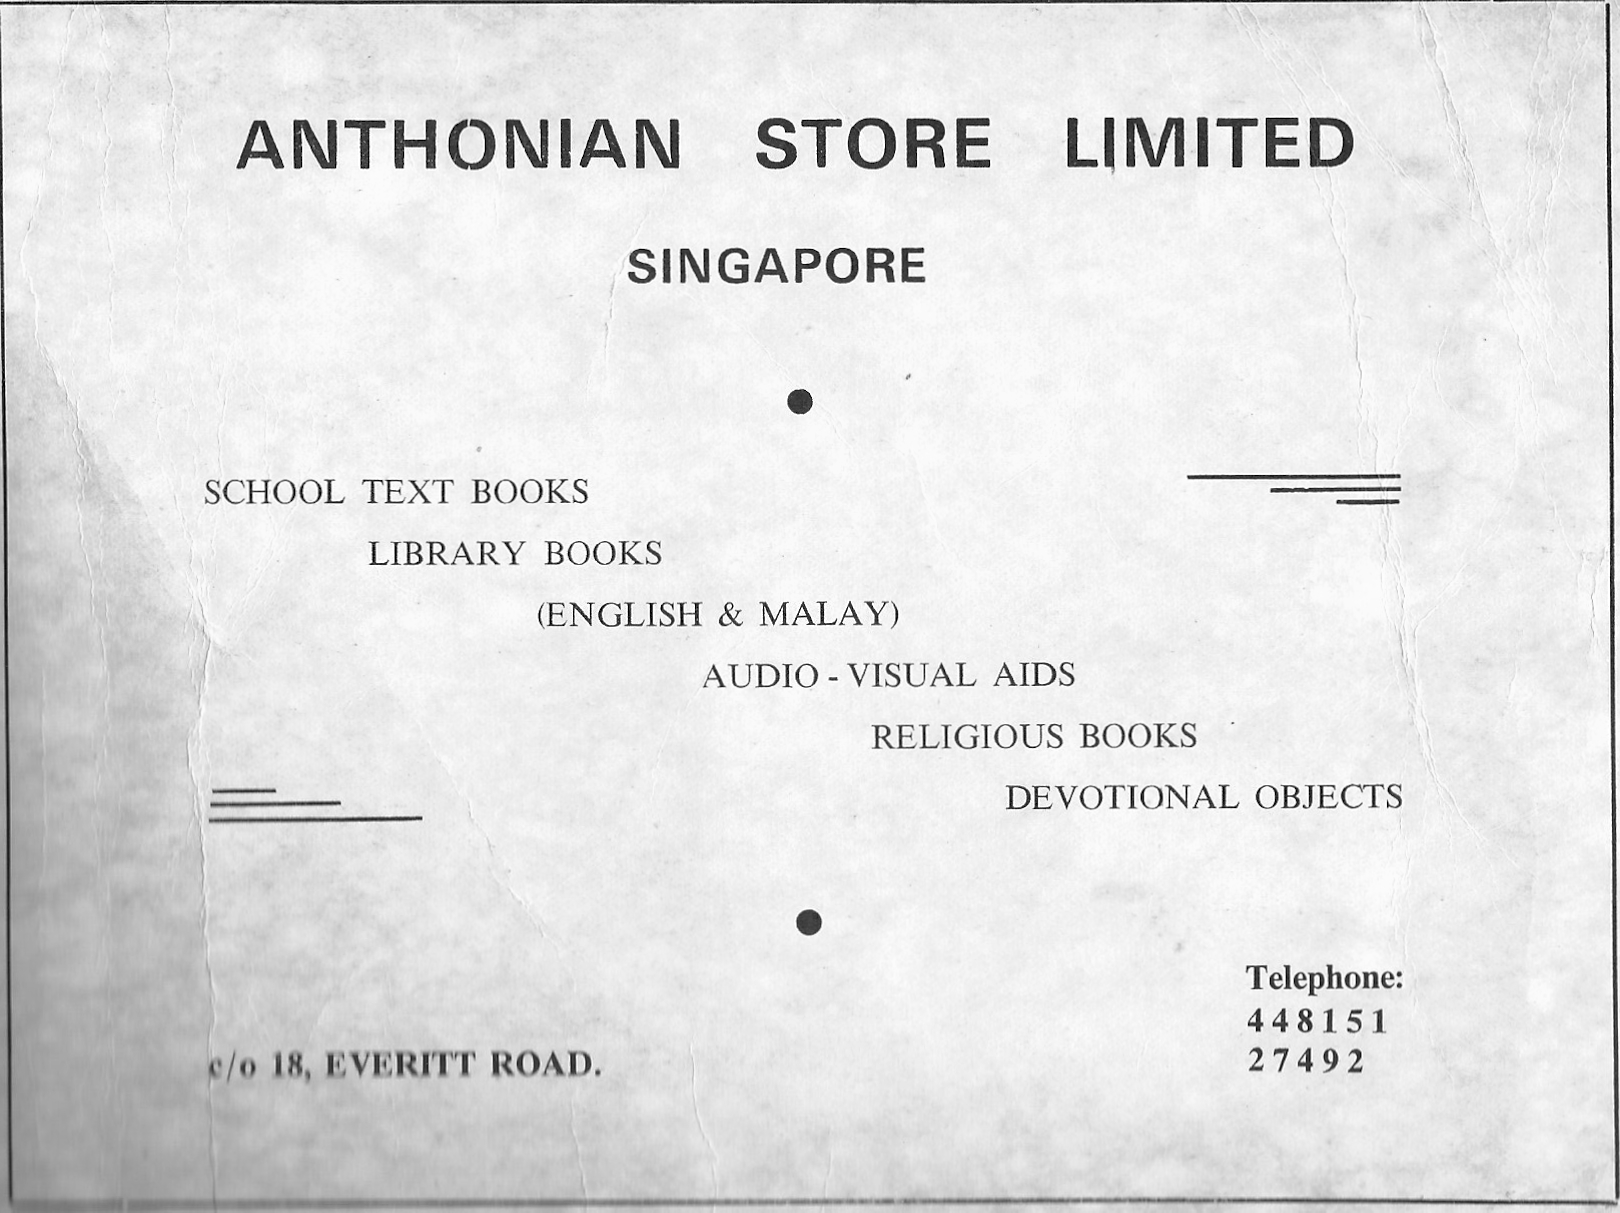 ANTHONIAN STORE LIMITED
SINGAPORE
SCHOOL TEXT BOOKS
LIBRARY BOOKS
(ENGLISH & MALAY)
AUDIO - VISUAL AIDS
RELIGIOUS BOOKS
DEVOTIONAL OBJECTS
Telephone:
448151
27492
c/o 18, EVERITT ROAD.